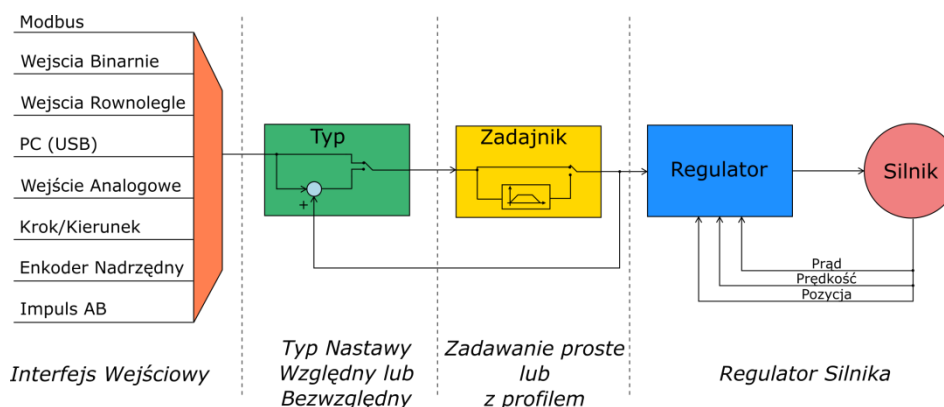 Modbus
Wejscia Binarnie
Wejscia Rownolegle
PC (USB)
Wejście Analogowe
Krok/Kierunek
Enkoder Nadrzędny
Impuls AB
Typ
+
Zadajnik
Regulator
Silnik
Prąd
Prędkość
Pozycja
Interfejs Wejściowy
Typ Nastawy
Względny lub
Bezwzględny
Zadawanie proste
lub
z profilem
Regulator Silnika